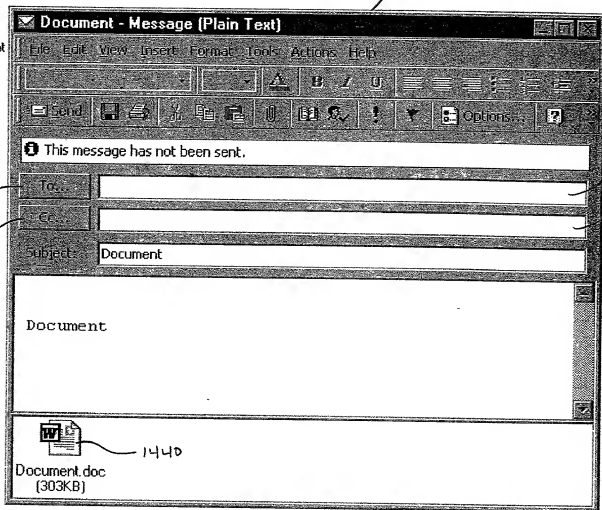 Document - Message (Plain Text)
File Edit View Insert Format Tools Actions Help
A B I U
Send ! Options... ?
This message has not been sent.
To...
Cc...
Subject: Document
Document
1440
Document.doc
(303KB)